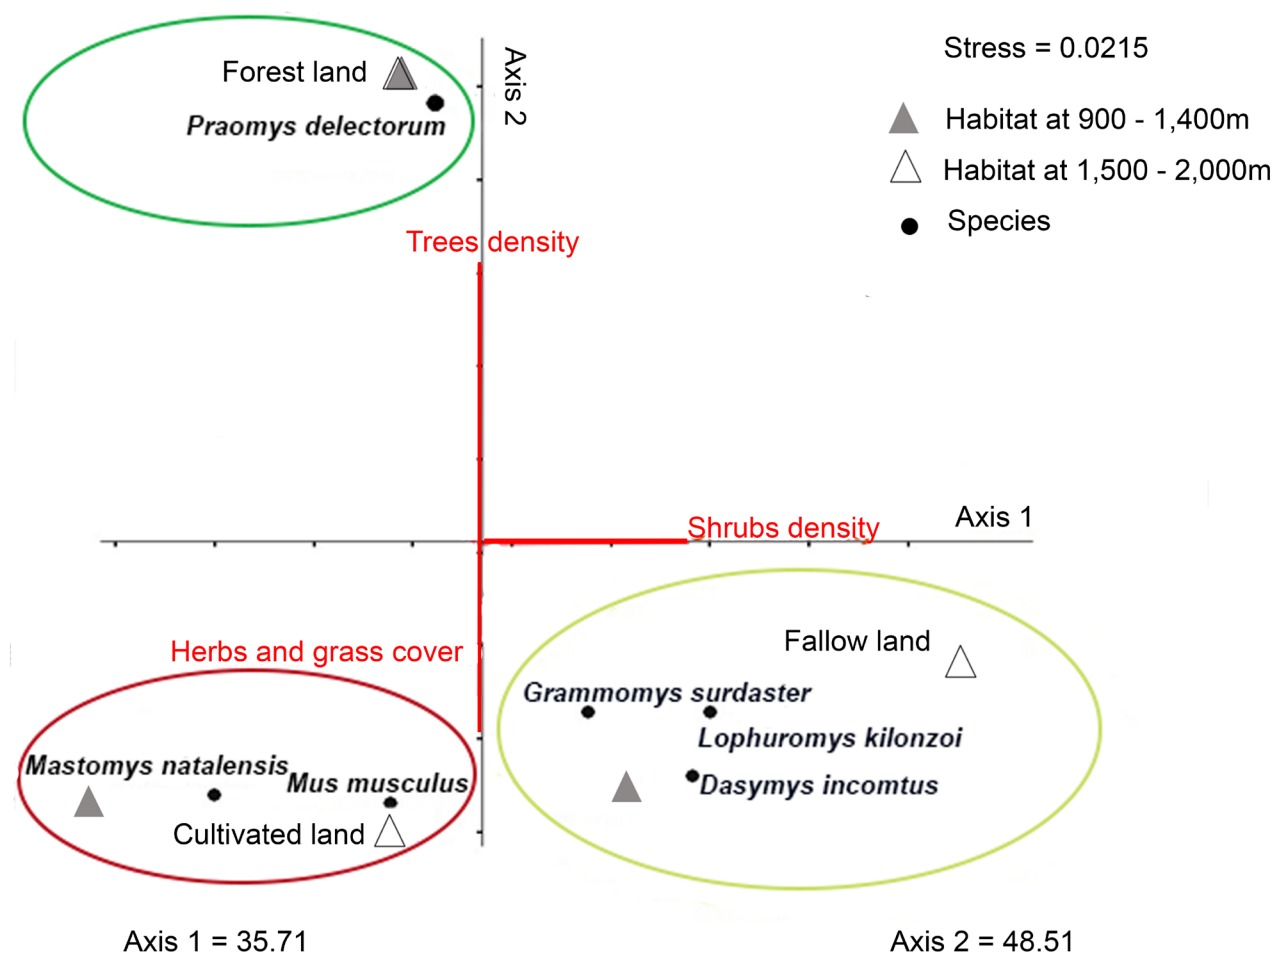 Stress = 0.0215
Habitat at 900 - 1,400m
Habitat at 1,500 - 2,000m
Species
Axis 2
Forest land
Praomys delectorum
Trees density
Axis 1
Shrubs density
Herbs and grass cover
Fallow land
Grammomys surdaster
Lophuromys kilonzoi
Dasymys incomtus
Mastomys natalensis
Mus musculus
Cultivated land
Axis 1 = 35.71
Axis 2 = 48.51